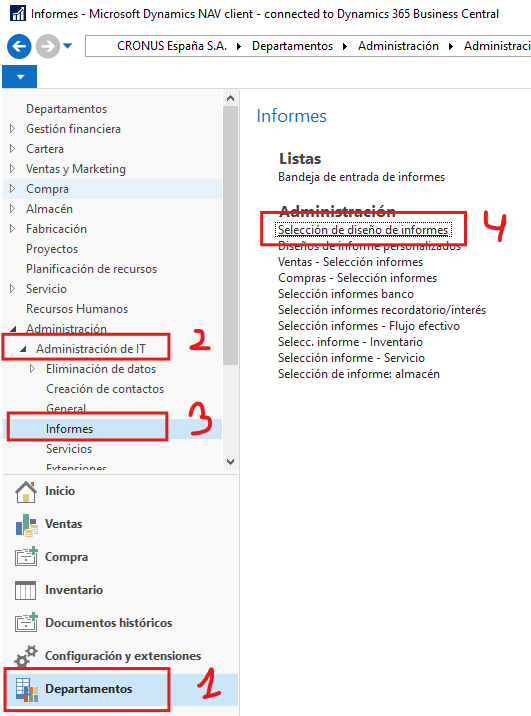 Informes - Microsoft Dynamics NAV client - connected to Dynamics 365 Business Central
CRONUS España S.A. Departamentos Administración
Departamentos
Gestión financiera
Cartera
Ventas y Marketing
Compra
Almacén
Fabricación
Proyectos
Planificación de recursos
Servicio
Recursos Humanos
Administración
Administración de IT 2
Eliminación de datos
Creación de contactos
General
Informes 3
Servicios
Extensiones
Inicio
Ventas
Compra
Inventario
Documentos históricos
Configuración y extensiones
Departamentos 1
Informes
Listas
Bandeja de entrada de informes
Administración
Selección de diseño de informes 4
Diseños de informe personalizados
Ventas - Selección informes
Compras - Selección informes
Selección informes banco
Selección informes recordatorio/interés
Selección informes - Flujo efectivo
Selecc. informe - Inventario
Selección informe - Servicio
Selección de informe: almacén